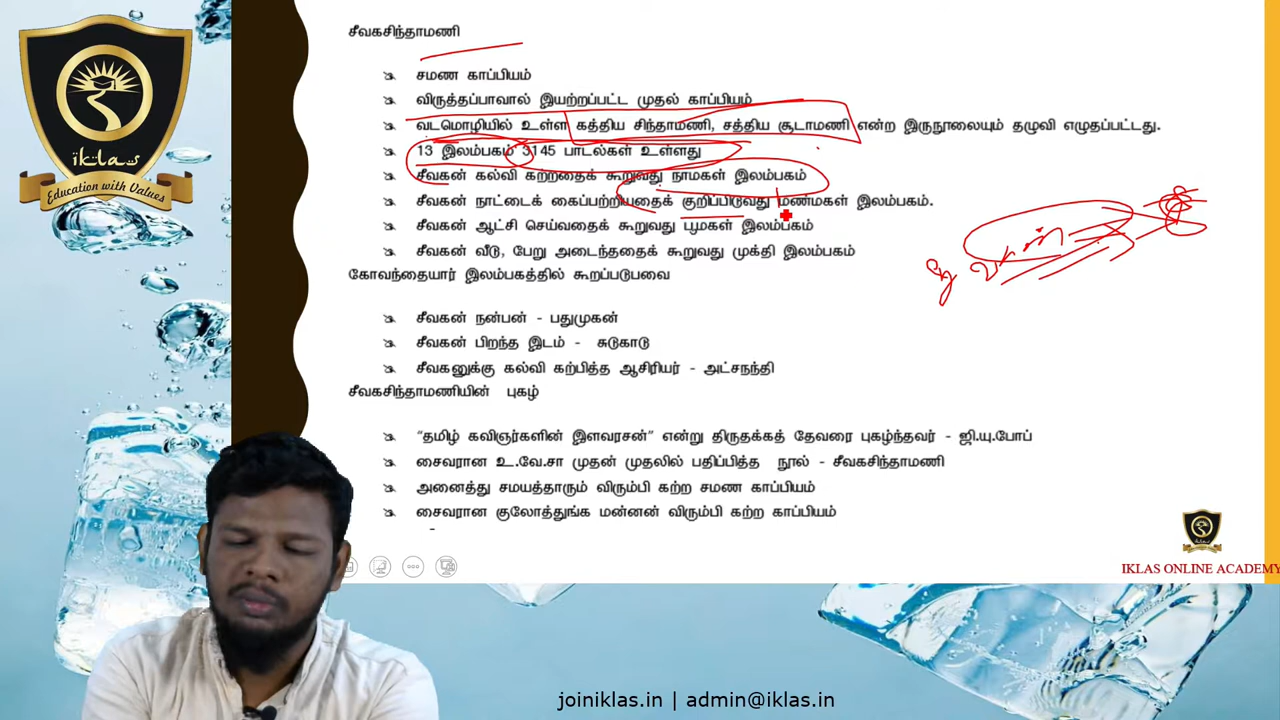 சீவகசிந்தாமணி
சமண காப்பியம்
விருத்தப்பாவால் இயற்றப்பட்ட முதல் காப்பியம்
வடமொழியில் உள்ள கத்திய சிந்தாமணி, சத்திய சூடாமணி என்ற இருநூலையும் தழுவி எழுதப்பட்டது.
13 இலம்பகம் 3145 பாடல்கள் உள்ளது
சீவகன் கல்வி கற்றதைக் கூறுவது நாமகள் இலம்பகம்
சீவகன் நாட்டைக் கைப்பற்றியதைக் குறிப்பிடுவது மண்மகள் இலம்பகம்.
சீவகன் ஆட்சி செய்வதைக் கூறுவது பூமகள் இலம்பகம்
சீவகன் வீடு, பேறு அடைந்ததைக் கூறுவது முக்தி இலம்பகம்
கோவந்தையார் இலம்பகத்தில் கூறப்படுபவை
சீவகன் நன்பன் - பதுமுகன்
சீவகன் பிறந்த இடம் - சுடுகாடு
சீவகனுக்கு கல்வி கற்பித்த ஆசிரியர் - அட்சநந்தி
சீவகசிந்தாமணியின் புகழ்
“தமிழ் கவிஞர்களின் இளவரசன்” என்று திருதக்கத் தேவரை புகழ்ந்தவர் - ஜி.யு.போப்
சைவரான உ.வே.சா முதன் முதலில் பதிப்பித்த நூல் - சீவகசிந்தாமணி
அனைத்து சமயத்தாரும் விரும்பி கற்ற சமண காப்பியம்
சைவரான குலோத்துங்க மன்னன் விரும்பி கற்ற காப்பியம்
iklas
Education with Values
IKLAS ONLINE ACADEMY
joiniklas.in | admin@iklas.in